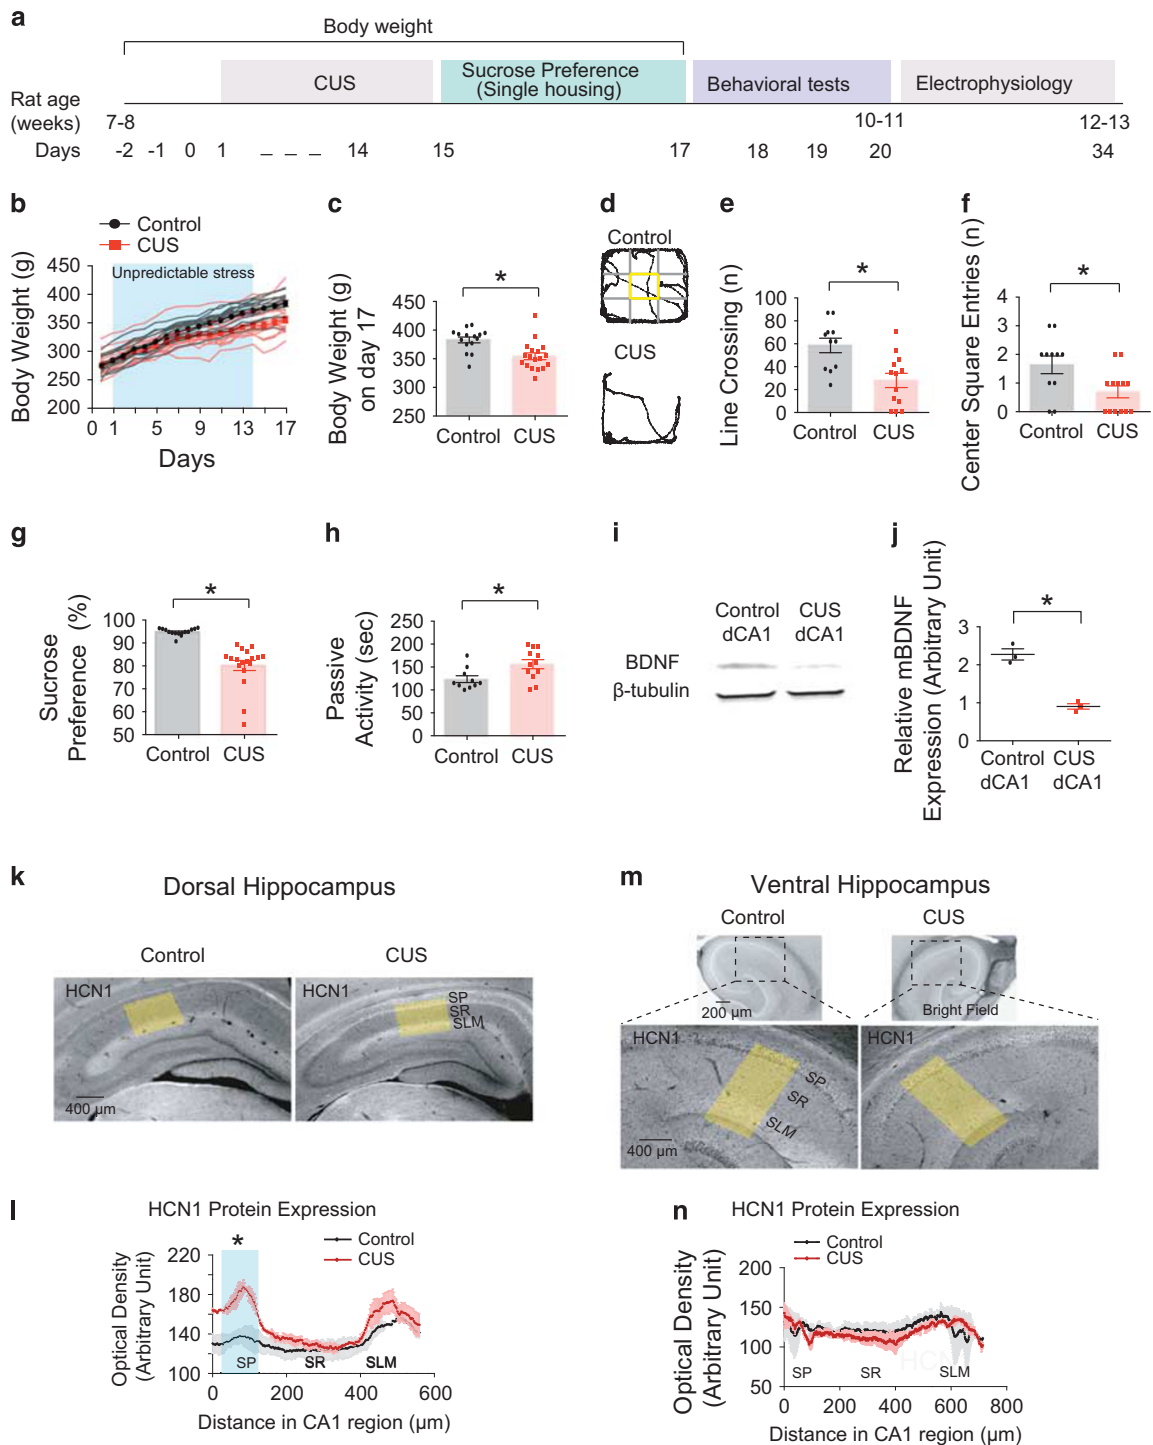 a
Body weight
CUS
Sucrose Preference
(Single housing)
Behavioral tests
Electrophysiology
Rat age
(weeks)
7-8
10-11
12-13
Days
-2 -1 0 1 _ _ _ 14 15 17 18 19 20 34
b
Control
CUS
Unpredictable stress
Body Weight (g)
450
400
350
300
250
200
0 1 5 9 13 17
Days
c
*
Body Weight (g)
on day 17
450
400
350
300
250
Control CUS
d
Control
CUS
e
*
Line Crossing (n)
100
80
60
40
20
0
Control CUS
f
*
Center Square Entries (n)
4
3
2
1
0
Control CUS
g
*
Sucrose
Preference (%)
100
90
80
70
60
50
Control CUS
h
*
Passive
Activity (sec)
250
200
150
100
50
0
Control CUS
i
Control CUS
dCA1 dCA1
BDNF
β-tubulin
j
*
Relative mBDNF
Expression (Arbitrary Unit)
3
2
1
0
Control CUS
dCA1 dCA1
k
Dorsal Hippocampus
Control CUS
HCN1
400 µm
HCN1
SP
SR
SLM
m
Ventral Hippocampus
Control CUS
200 µm
Bright Field
HCN1
SP
SR
SLM
400 µm
HCN1
l
HCN1 Protein Expression
*
Control
CUS
Optical Density
(Arbitrary Unit)
220
180
140
100
SP SR SLM
0 200 400 600
Distance in CA1 region (µm)
n
HCN1 Protein Expression
Control
CUS
Optical Density
(Arbitrary Unit)
200
150
100
50
HCN
SP SR SLM
0 200 400 600 800
Distance in CA1 region (µm)